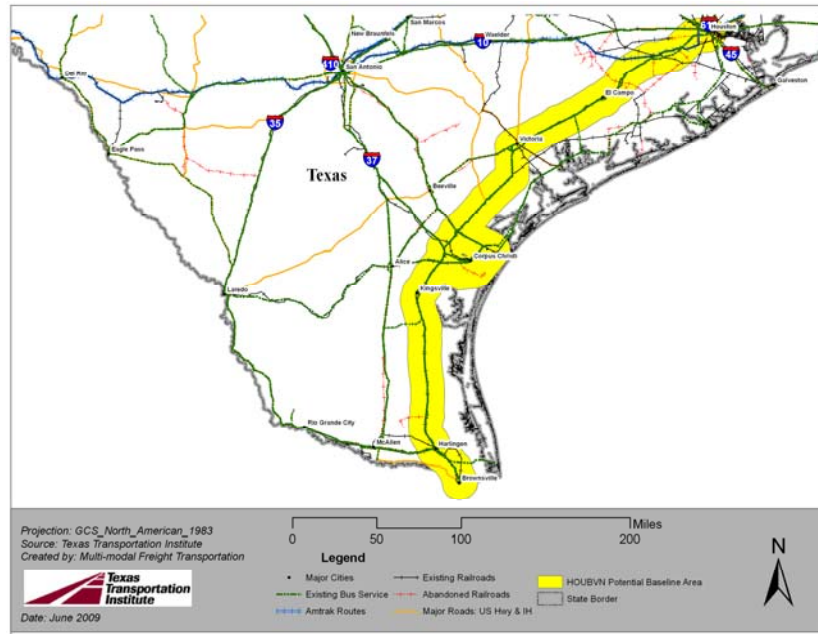 San Marcos
New Braunfels
Waelder
Houston
610
10
45
410
San Antonio
Del Rio
Galveston
El Campo
35
Victoria
Eagle Pass
37
Texas
Beeville
Corpus Christi
Alice
Laredo
Kingsville
Rio Grande City
McAllen
Harlingen
Brownsville
Projection: GCS_North_American_1983
Source: Texas Transportation Institute
Created by: Multi-modal Freight Transportation
Texas
Transportation
Institute
Date: June 2009
Miles
0 50 100 200
Legend
Major Cities
Existing Bus Service
Amtrak Routes
Existing Railroads
Abandoned Railroads
Major Roads: US Hwy & IH
HOUBVN Potential Baseline Area
State Border
N